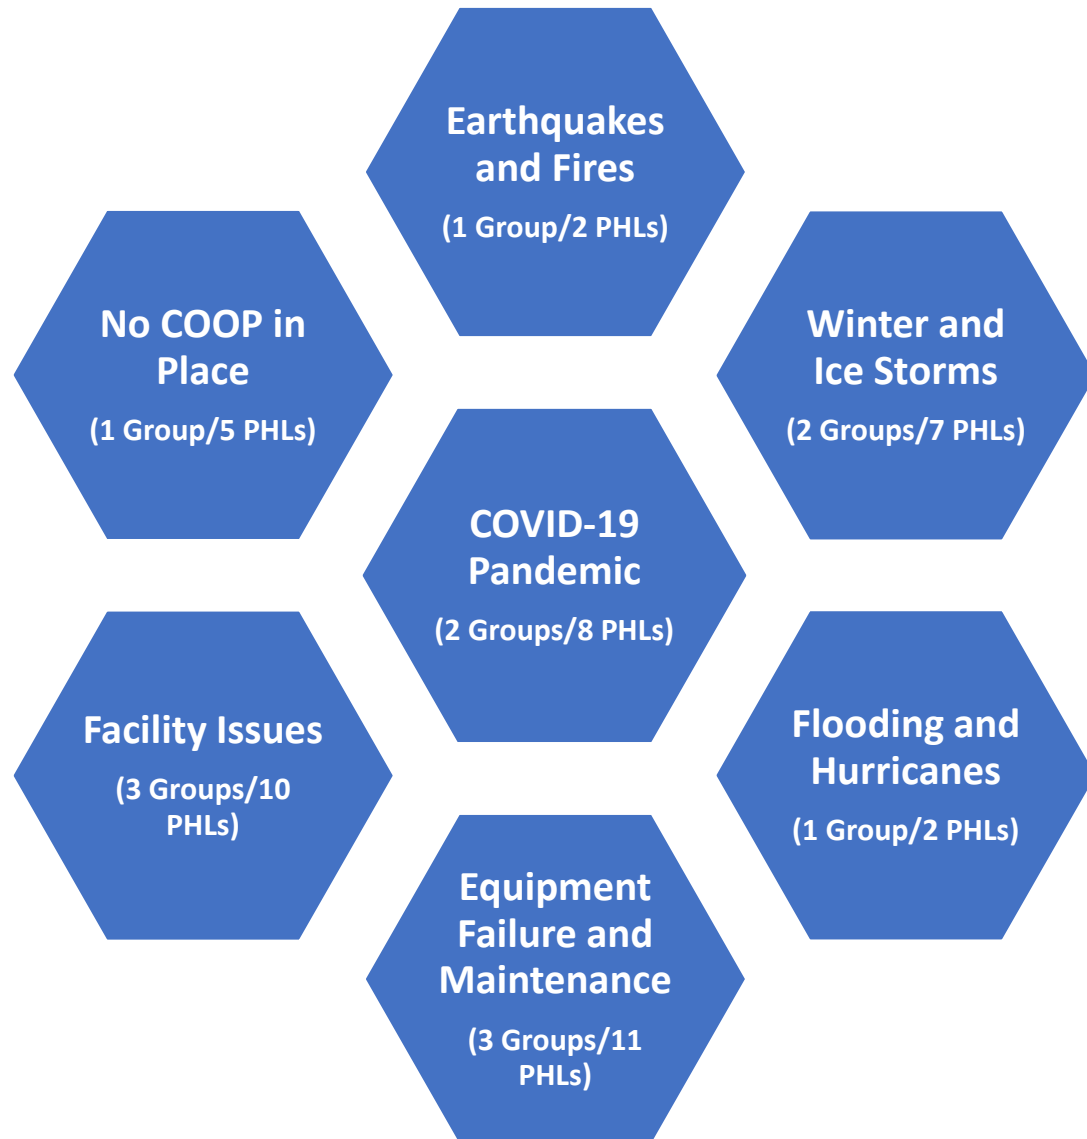 Earthquakes
and Fires
(1 Group/2 PHLs)
No COOP in
Place
(1 Group/5 PHLs)
Winter and
Ice Storms
(2 Groups/7 PHLs)
COVID-19
Pandemic
(2 Groups/8 PHLs)
Facility Issues
(3 Groups/10
PHLs)
Flooding and
Hurricanes
(1 Group/2 PHLs)
Equipment
Failure and
Maintenance
(3 Groups/11
PHLs)